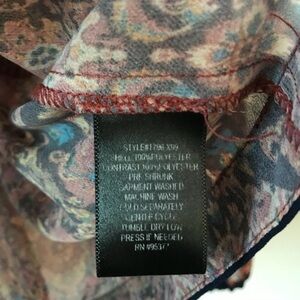 SHELL 100% POLYESTER
CONTRAST 100% POLYESTER
PRE SHRUNK
GARMENT WASHED
MACHINE WASH
COLD SEPARATELY
GENTLE CYCLE
TUMBLE DRY LOW
PRESS IF NEEDED